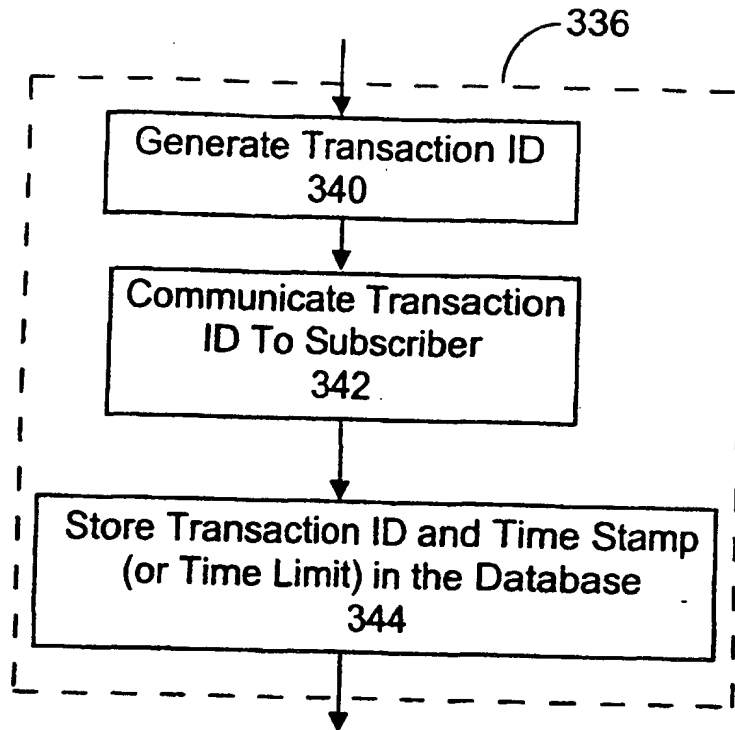 336
Generate Transaction ID
340
Communicate Transaction
ID To Subscriber
342
Store Transaction ID and Time Stamp
(or Time Limit) in the Database
344